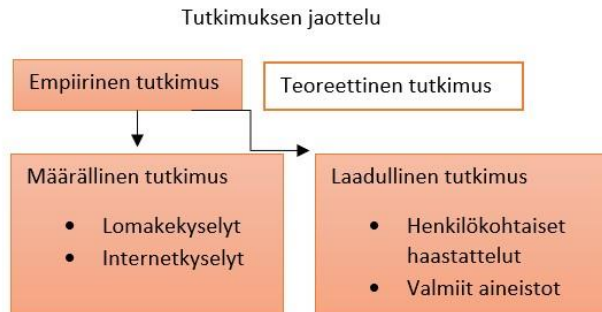 Tutkimuksen jaottelu
Empiirinen tutkimus
Teoreettinen tutkimus
Määrällinen tutkimus
• Lomakekyselyt
• Internetkyselyt
Laadullinen tutkimus
• Henkilökohtaiset
haastattelut
• Valmiit aineistot